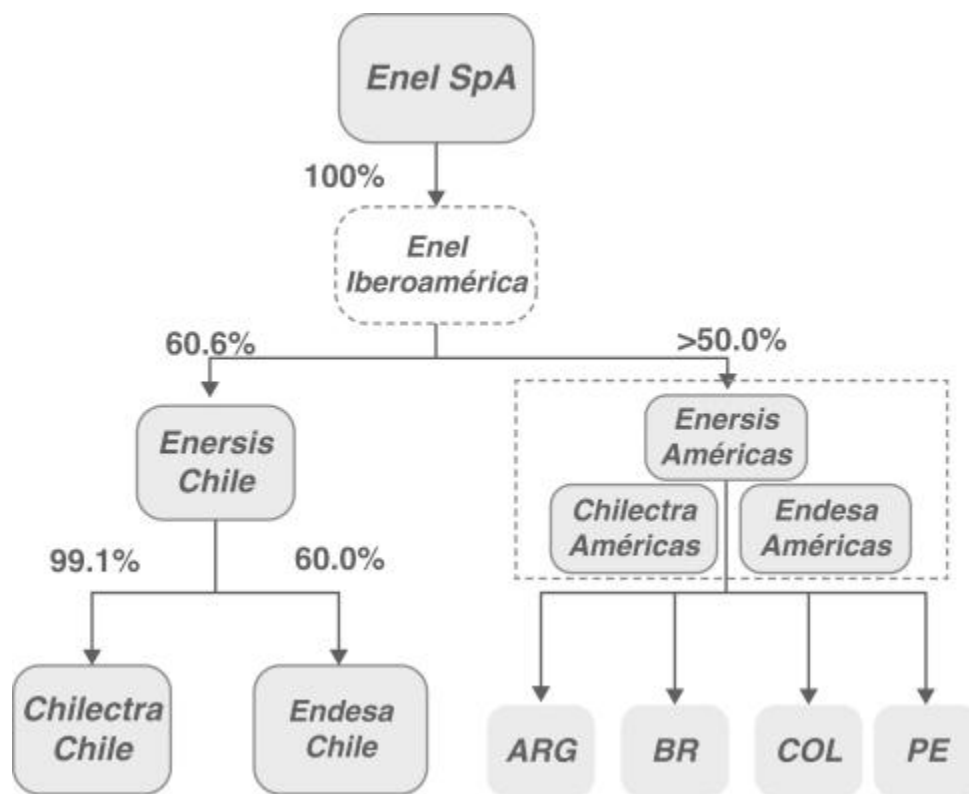 Enel SpA
100%
Enel
Iberoamérica
60.6%
>50.0%
Enersis
Chile
Enersis
Américas
Chilectra
Américas
Endesa
Américas
99.1%
60.0%
Chilectra
Chile
Endesa
Chile
ARG
BR
COL
PE